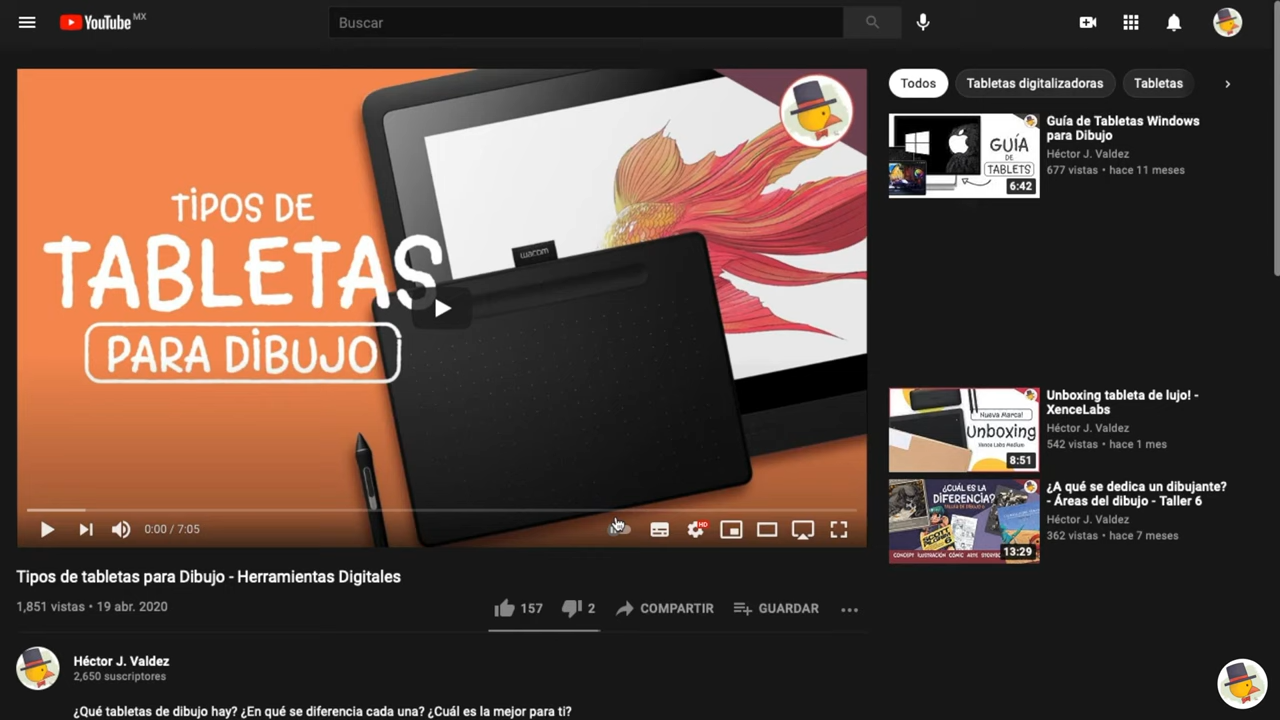 YouTube MX
Buscar
TIPOS DE
TABLETAS
PARA DIBUJO
wacom
0:00 / 7:05
HD
Tipos de tabletas para Dibujo - Herramientas Digitales
1,851 vistas • 19 abr. 2020
157
2
COMPARTIR
GUARDAR
Héctor J. Valdez
2,650 suscriptores
¿Qué tabletas de dibujo hay? ¿En qué se diferencia cada una? ¿Cuál es la mejor para ti?
Todos
Tabletas digitalizadoras
Tabletas
GUÍA
DE
TABLETS
6:42
Guía de Tabletas Windows
para Dibujo
Héctor J. Valdez
677 vistas • hace 11 meses
Nueva Marca!
Unboxing
Xence Labs Medium
8:51
Unboxing tableta de lujo! -
XenceLabs
Héctor J. Valdez
542 vistas • hace 1 mes
¿CUÁL ES LA
DIFERENCIA?
13:29
¿A qué se dedica un dibujante?
- Áreas del dibujo - Taller 6
Héctor J. Valdez
362 vistas • hace 7 meses